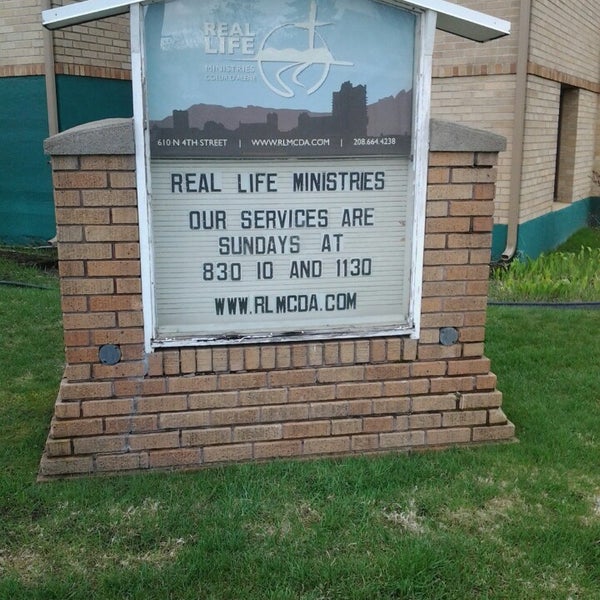 REAL
LIFE
MINISTRIES
COEUR D'ALENE
610 N 4TH STREET | WWW.RLMCDA.COM | 208.664.4238
REAL LIFE MINISTRIES
OUR SERVICES ARE
SUNDAYS AT
830 10 AND 1130
WWW.RLMCDA.COM